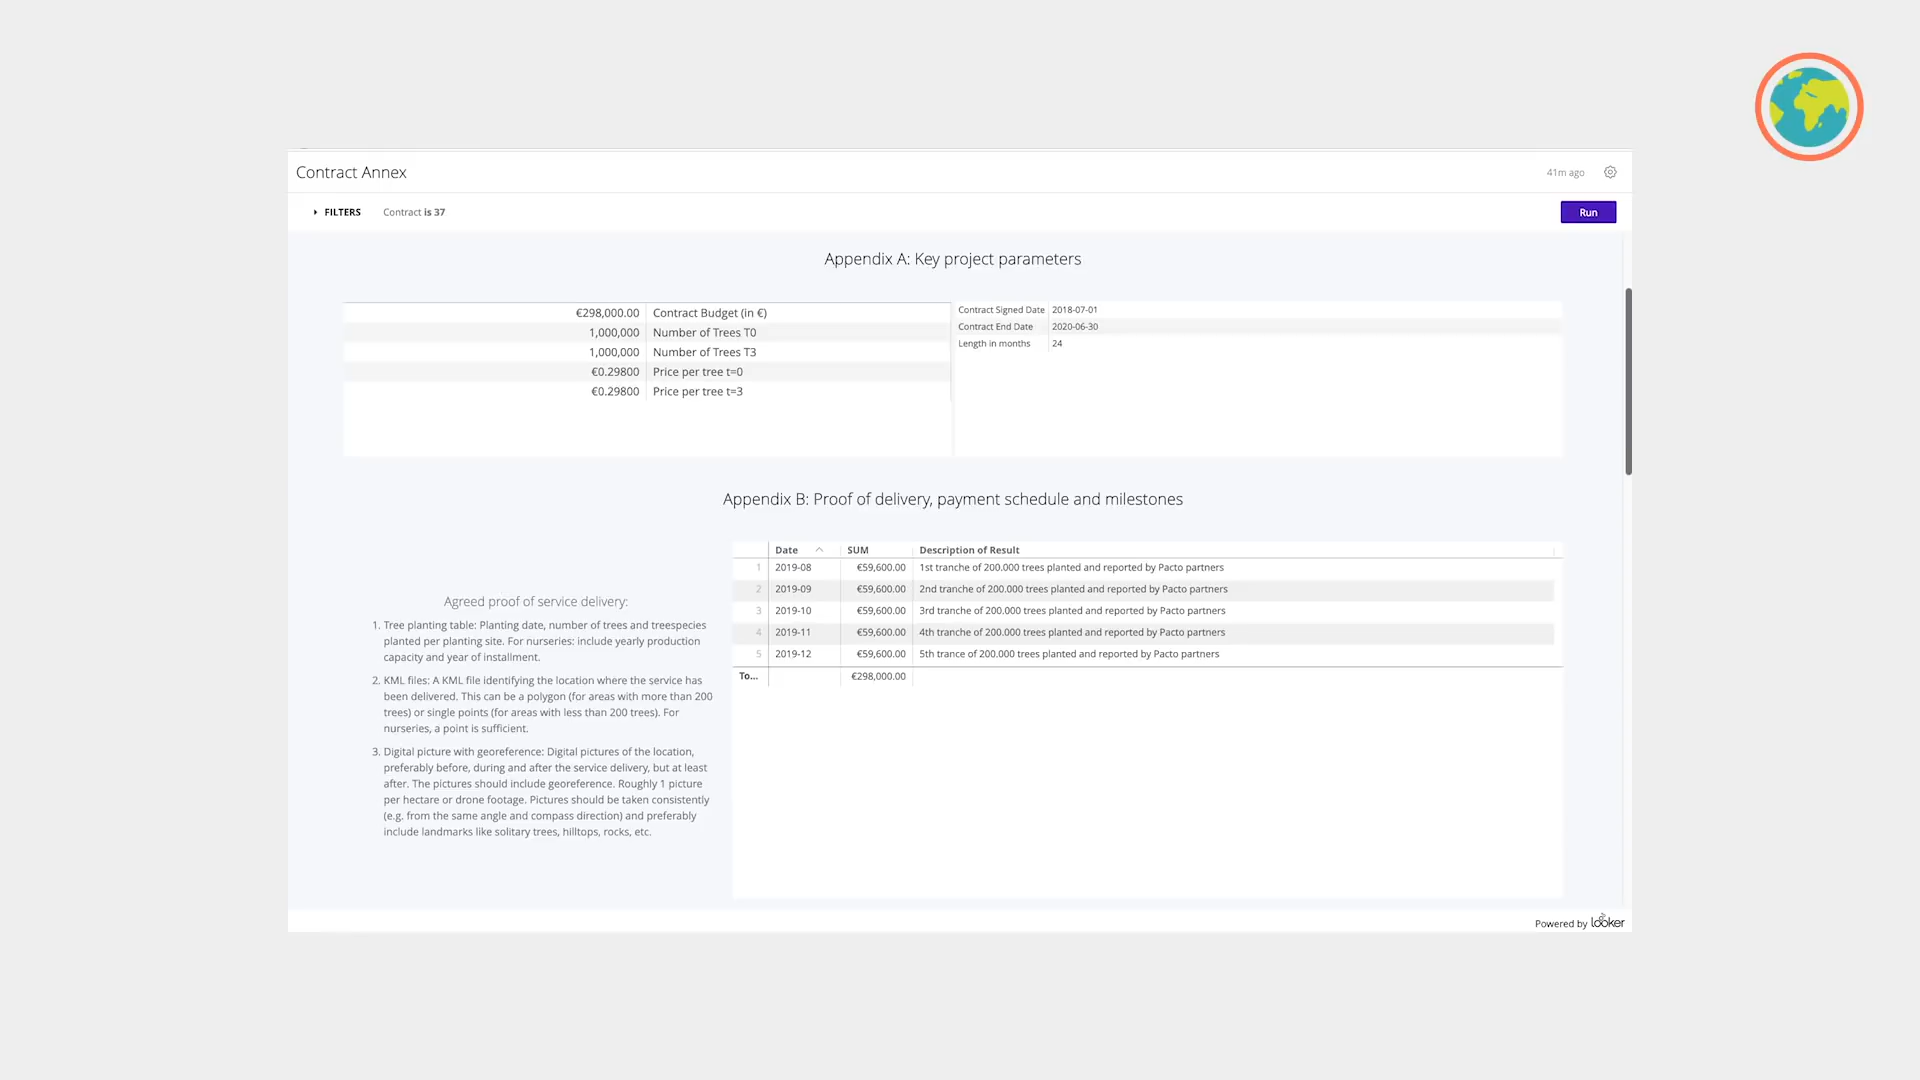 Contract Annex
41m ago
FILTERS Contract is 37
Run
Appendix A: Key project parameters
€298,000.00 Contract Budget (in €)
1,000,000 Number of Trees T0
1,000,000 Number of Trees T3
€0.29800 Price per tree t=0
€0.29800 Price per tree t=3
Contract Signed Date 2018-07-01
Contract End Date 2020-06-30
Length in months 24
Appendix B: Proof of delivery, payment schedule and milestones
Agreed proof of service delivery:
1. Tree planting table: Planting date, number of trees and treespecies
planted per planting site. For nurseries: include yearly production
capacity and year of installment.
2. KML files: A KML file identifying the location where the service has
been delivered. This can be a polygon (for areas with more than 200
trees) or single points (for areas with less than 200 trees). For
nurseries, a point is sufficient.
3. Digital picture with georeference: Digital pictures of the location,
preferably before, during and after the service delivery, but at least
after. The pictures should include georeference. Roughly 1 picture
per hectare or drone footage. Pictures should be taken consistently
(e.g. from the same angle and compass direction) and preferably
include landmarks like solitary trees, hilltops, rocks, etc.
Date SUM Description of Result
1 2019-08 €59,600.00 1st tranche of 200.000 trees planted and reported by Pacto partners
2 2019-09 €59,600.00 2nd tranche of 200.000 trees planted and reported by Pacto partners
3 2019-10 €59,600.00 3rd tranche of 200.000 trees planted and reported by Pacto partners
4 2019-11 €59,600.00 4th tranche of 200.000 trees planted and reported by Pacto partners
5 2019-12 €59,600.00 5th trance of 200.000 trees planted and reported by Pacto partners
To... €298,000.00
Powered by looker